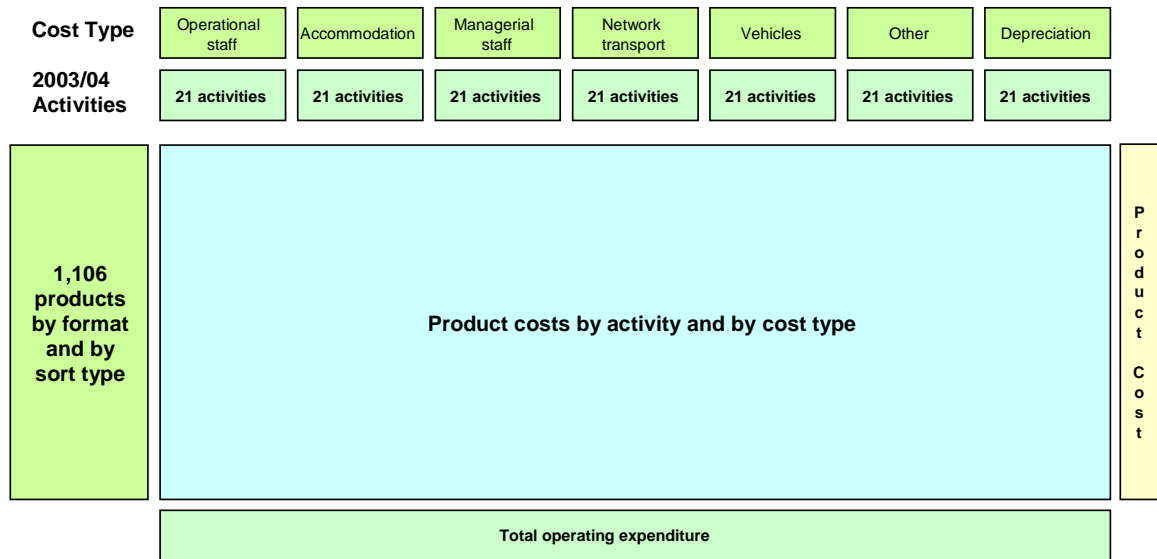 Cost Type
Operational
staff
Accommodation
Managerial
staff
Network
transport
Vehicles
Other
Depreciation
2003/04
Activities
21 activities
21 activities
21 activities
21 activities
21 activities
21 activities
21 activities
1,106
products
by format
and by
sort type
Product costs by activity and by cost type
Product Cost
Total operating expenditure